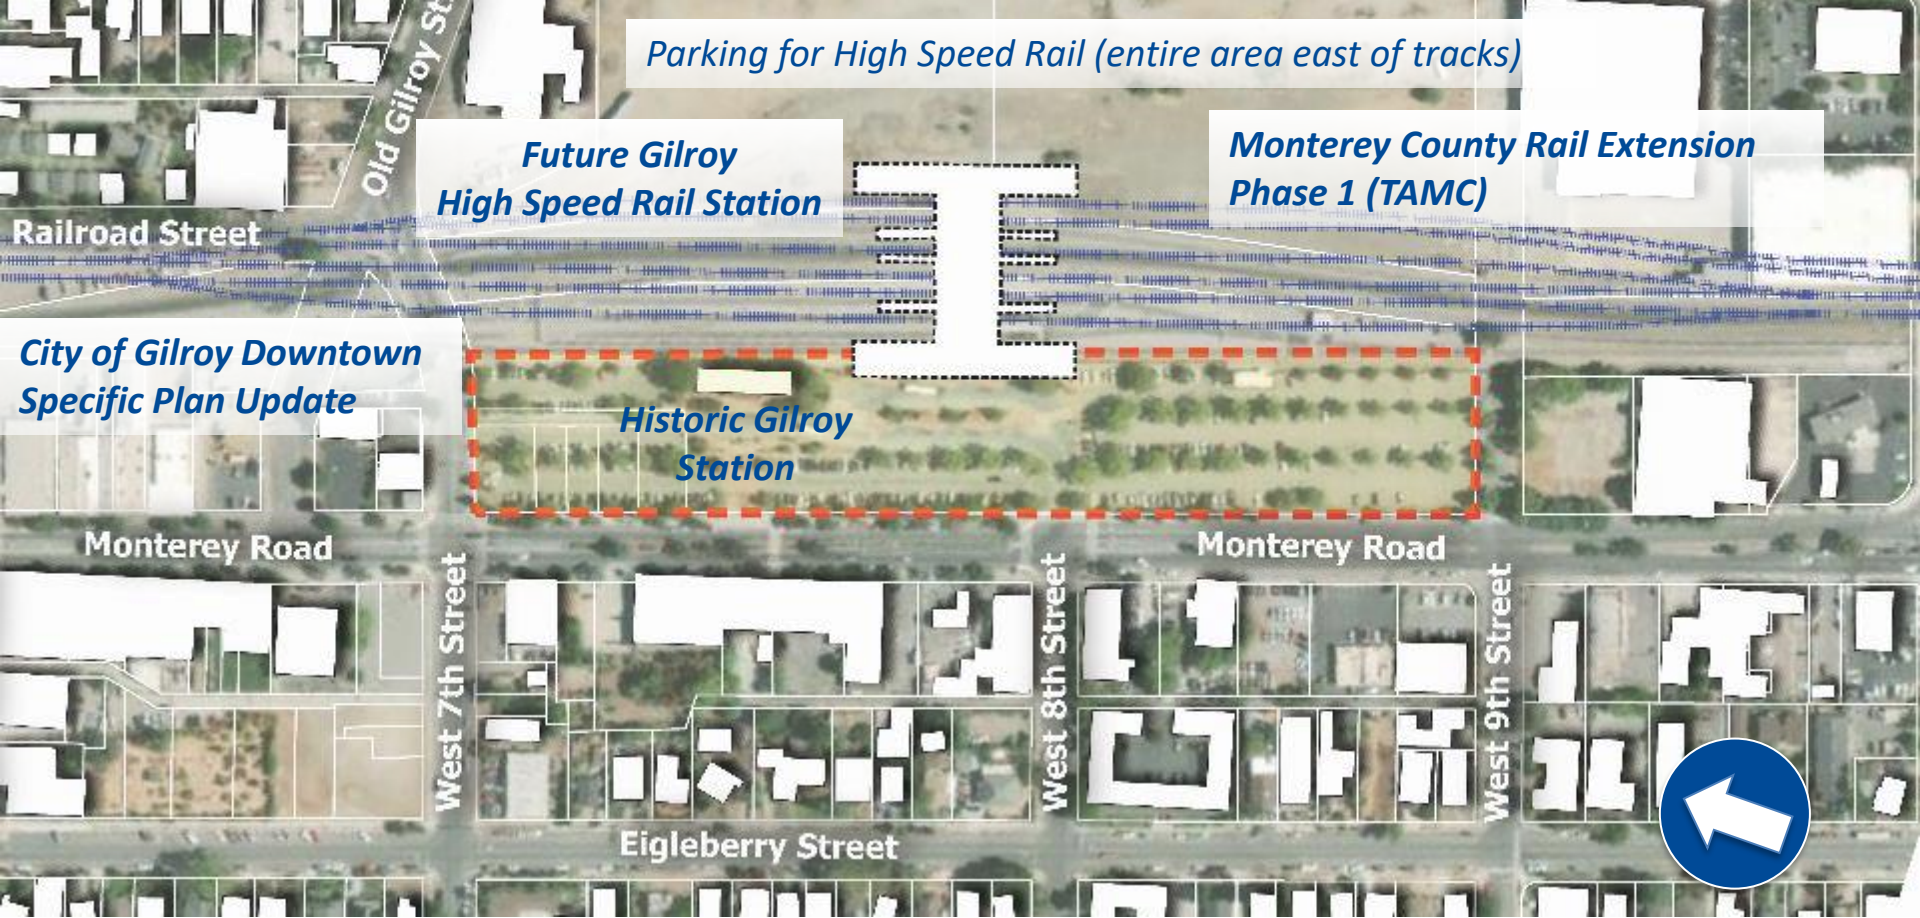 Parking for High Speed Rail (entire area east of tracks)
Old Gilroy St.
Future Gilroy
High Speed Rail Station
Monterey County Rail Extension
Phase 1 (TAMC)
Railroad Street
City of Gilroy Downtown
Specific Plan Update
Historic Gilroy
Station
Monterey Road
Monterey Road
West 7th Street
West 8th Street
West 9th Street
Eigleberry Street